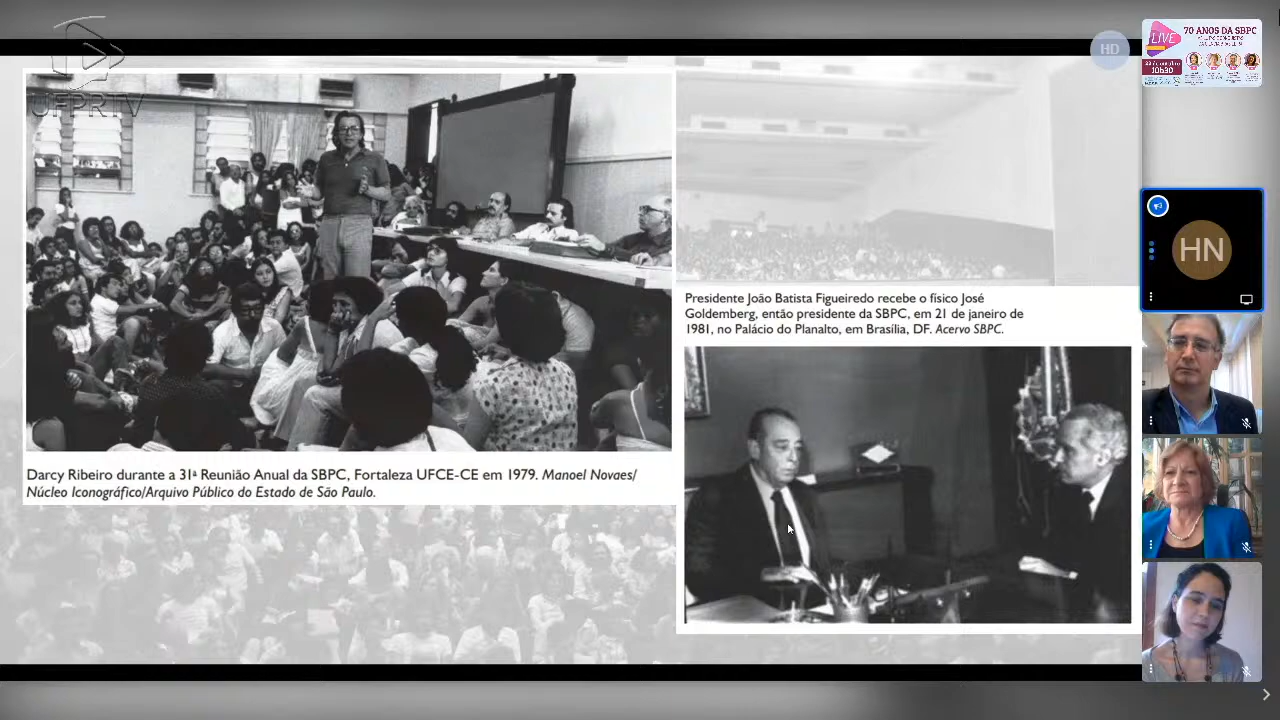 UFPRTV
HD
LIVE
70 ANOS DA SBPC
10h30
HN
Presidente João Batista Figueiredo recebe o físico José
Goldemberg, então presidente da SBPC, em 21 de janeiro de
1981, no Palácio do Planalto, em Brasília, DF. Acervo SBPC.
Darcy Ribeiro durante a 31ª Reunião Anual da SBPC, Fortaleza UFCE-CE em 1979. Manoel Novaes/
Núcleo Iconográfico/Arquivo Público do Estado de São Paulo.